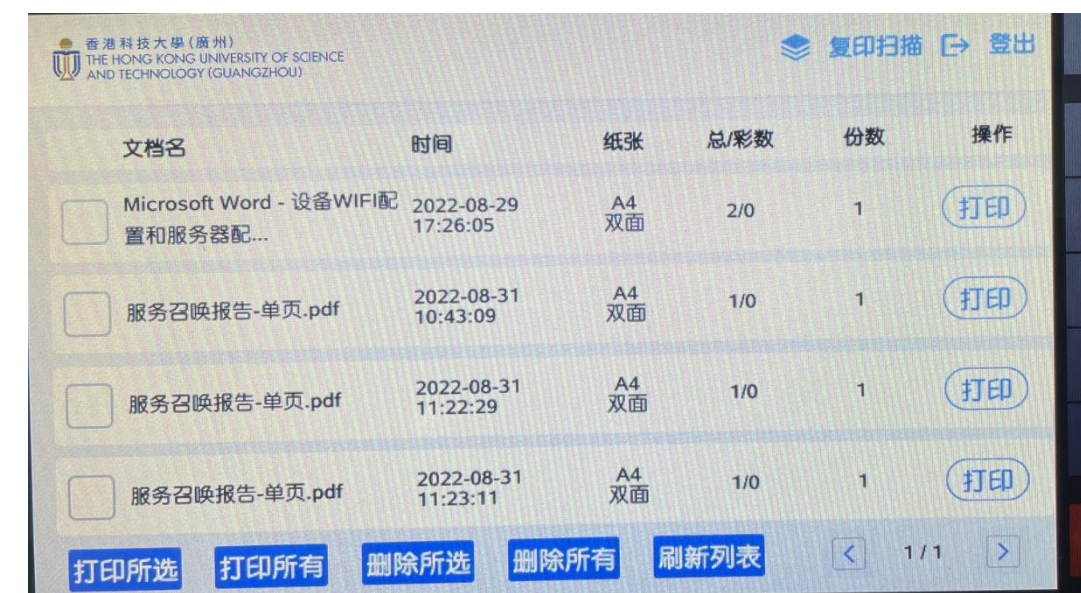 香港科技大學(廣州)
THE HONG KONG UNIVERSITY OF SCIENCE
AND TECHNOLOGY (GUANGZHOU)
复印扫描 登出
文档名 时间 纸张 总/彩数 份数 操作
Microsoft Word - 设备WIFI配
置和服务器配...
2022-08-29
17:26:05
A4
双面
2/0
1
打印
服务召唤报告-单页.pdf
2022-08-31
10:43:09
A4
双面
1/0
1
打印
服务召唤报告-单页.pdf
2022-08-31
11:22:29
A4
双面
1/0
1
打印
服务召唤报告-单页.pdf
2022-08-31
11:23:11
A4
双面
1/0
1
打印
打印所选 打印所有 删除所选 删除所有 刷新列表 < 1/1 >